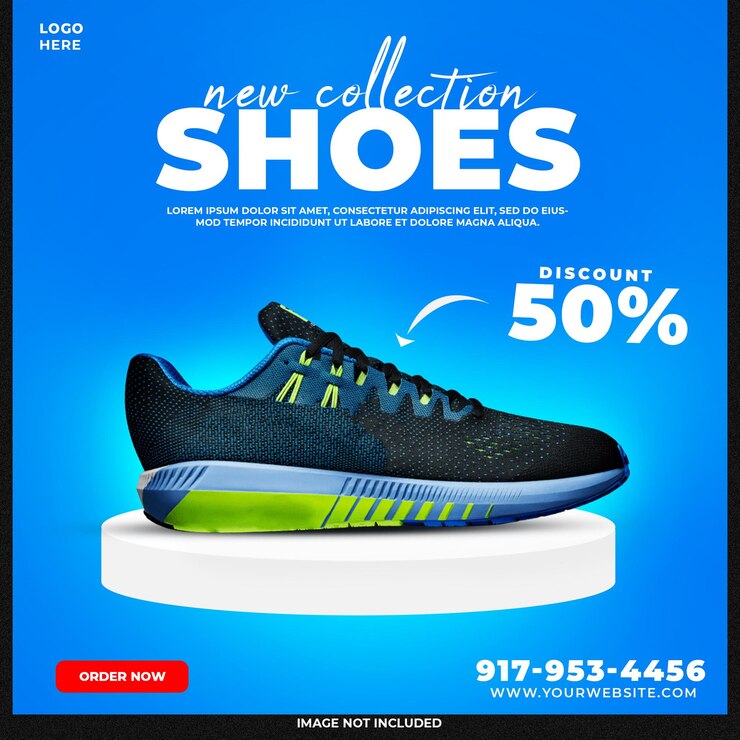 LOGO
HERE
new collection
SHOES
LOREM IPSUM DOLOR SIT AMET, CONSECTETUR ADIPISCING ELIT, SED DO EIUS-
MOD TEMPOR INCIDIDUNT UT LABORE ET DOLORE MAGNA ALIQUA.
DISCOUNT
50%
ORDER NOW
917-953-4456
WWW.YOURWEBSITE.COM
IMAGE NOT INCLUDED